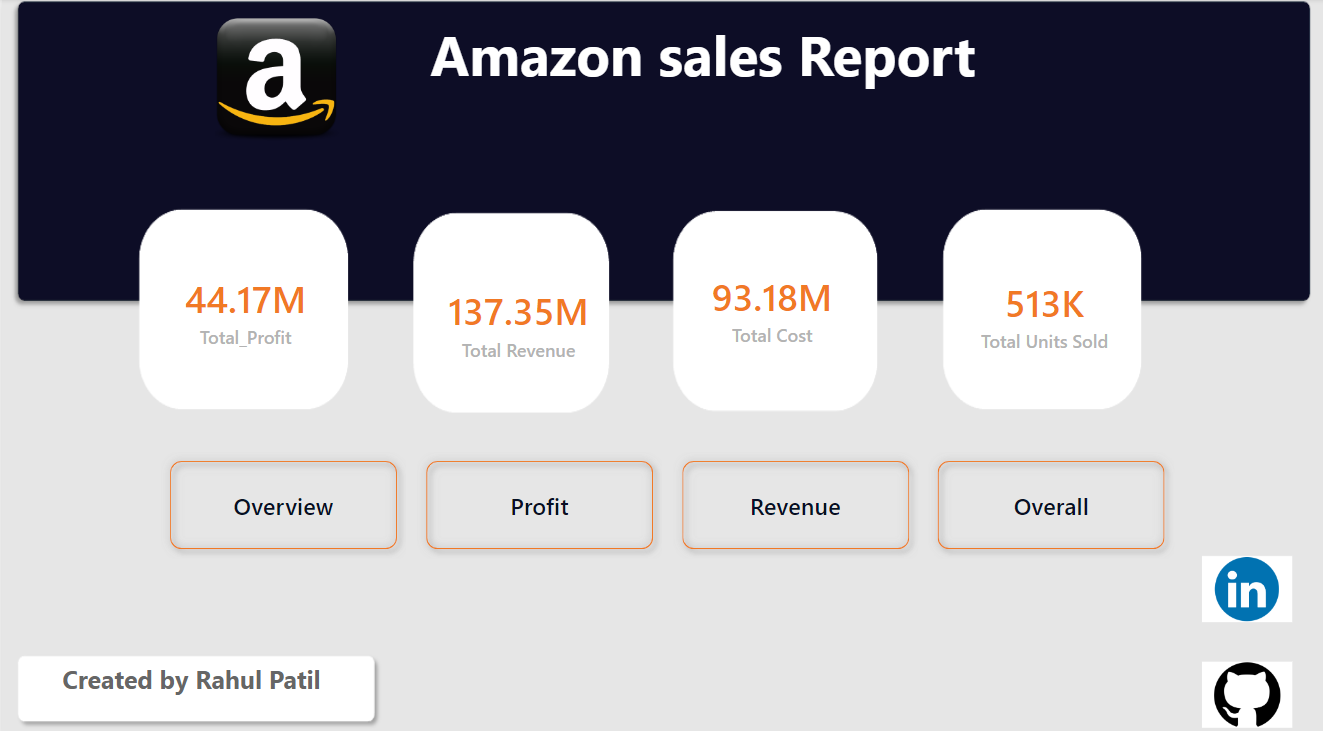 a
Amazon sales Report
44.17M
Total_Profit
137.35M
Total Revenue
93.18M
Total Cost
513K
Total Units Sold
Overview
Profit
Revenue
Overall
in
Created by Rahul Patil